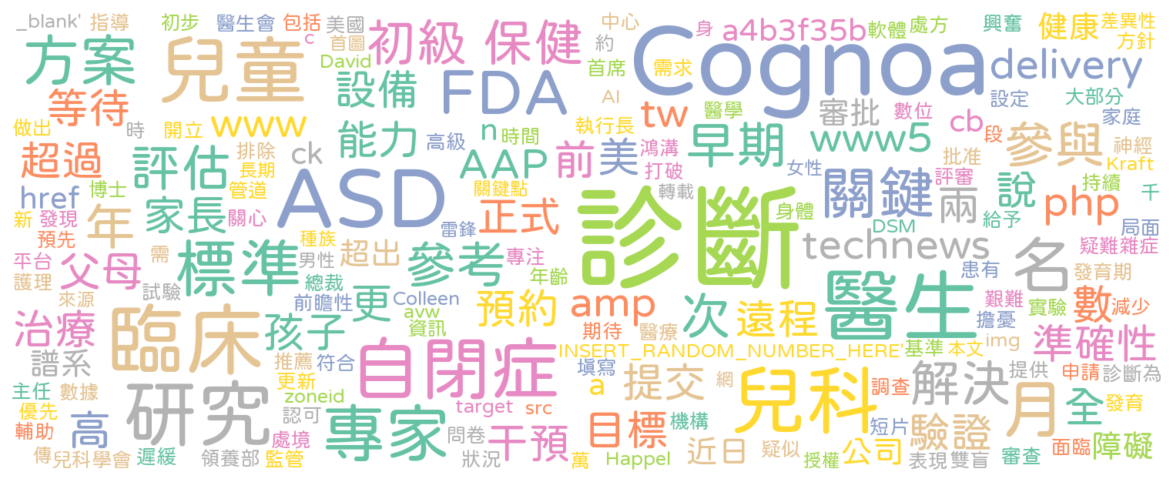 _blank' 指導 初步 醫生會 包括 美國 中心 身 a4b3f35b 軟體 處方 興奮 健康 差異性
方案 兒童 c 首圖 初級 保健 約 Cognoa delivery 方針
David 設備 FDA 首席 需求 設定 大部分
等待 AI tw 醫學 審批 數位 家庭
做出 時 開立 www 能力 高級 n 時間 執行長 前 美 鴻溝 早期 www5 cb 段 參與 神經
超過 評估 排除 ck AAP 打破 批准 Kraft
長期 關鍵點 女性 評審 持續
href 博士 管道 ASD 轉載 關鍵 兩 說 php 千
新 發現 家長 關心 雷鋒 正式 診斷 身體 DSM 給予 局面
預先 年 種族 technews 疑難雜症
平台 父母 需 標準 男性 超出 參考 專注 患有 名 發育期
護理 總裁 年齡
來源 試驗 前瞻性 更 Colleen 預約 amp 次 遠程 醫生 艱難 實驗 數 減少
治療 臨床 孩子 avw 資訊 期待 醫療 擔憂 img
譜系 推薦 符合 自閉症 INSERT_RANDOM_NUMBER_HERE' 基準 本文 準確性
填寫 提供 申請 診斷為
主任 數據 研究 更新 a 提交 網 兒科 調查 解決 月 全 發育
優先 zoneid target src 機構 短片
輔助 高 認可 專家 問卷 干預 目標 驗證 面臨 障礙
傳 兒科學會 遲緩 領養部 處境 監管 狀況 萬 Happel 近日 疑似 授權 公司 表現 雙盲 審查